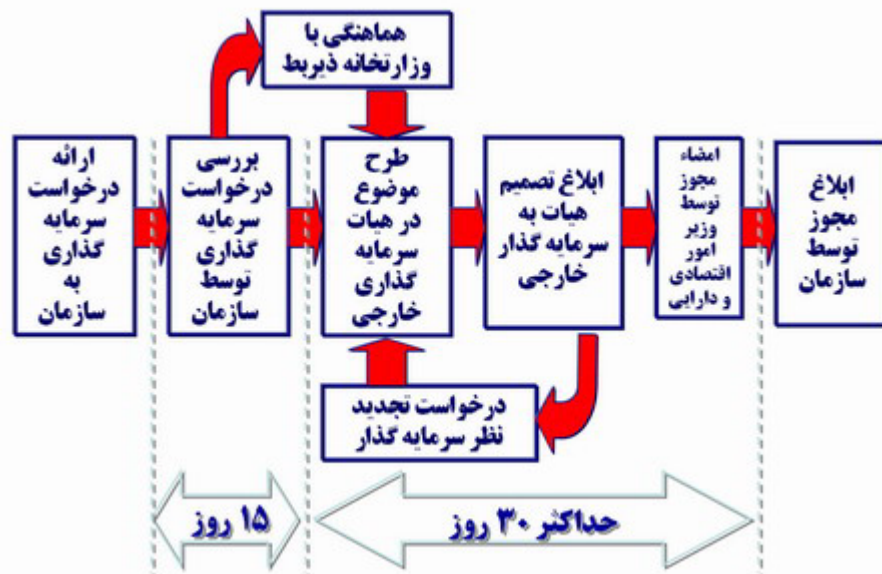 هماهنگی با
وزارتخانه ذیربط
ارائه
درخواست
سرمایه
گذاری
به
سازمان
بررسی
درخواست
سرمایه
گذاری
توسط
سازمان
طرح
موضوع
در هیات
سرمایه
گذاری
خارجی
ابلاغ تصمیم
هیات به
سرمایه گذار
خارجی
امضاء
مجوز
توسط
وزیر
امور
اقتصادی
و دارایی
ابلاغ
مجوز
توسط
سازمان
درخواست تجدید
نظر سرمایه گذار
۱۵ روز
حداکثر ۳۰ روز